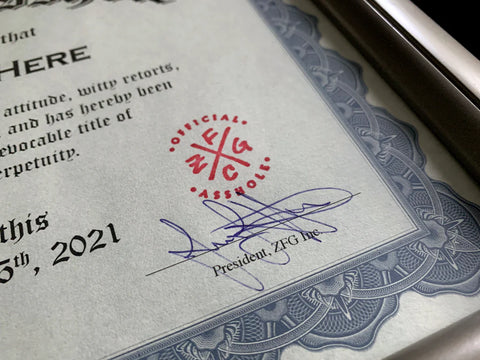 that
HERE
attitude, witty retorts,
and has hereby been
evocable title of
erpetuity.
OFFICIAL
Z F G C
ASSHOLE
this
5th, 2021
President, ZFG Inc.